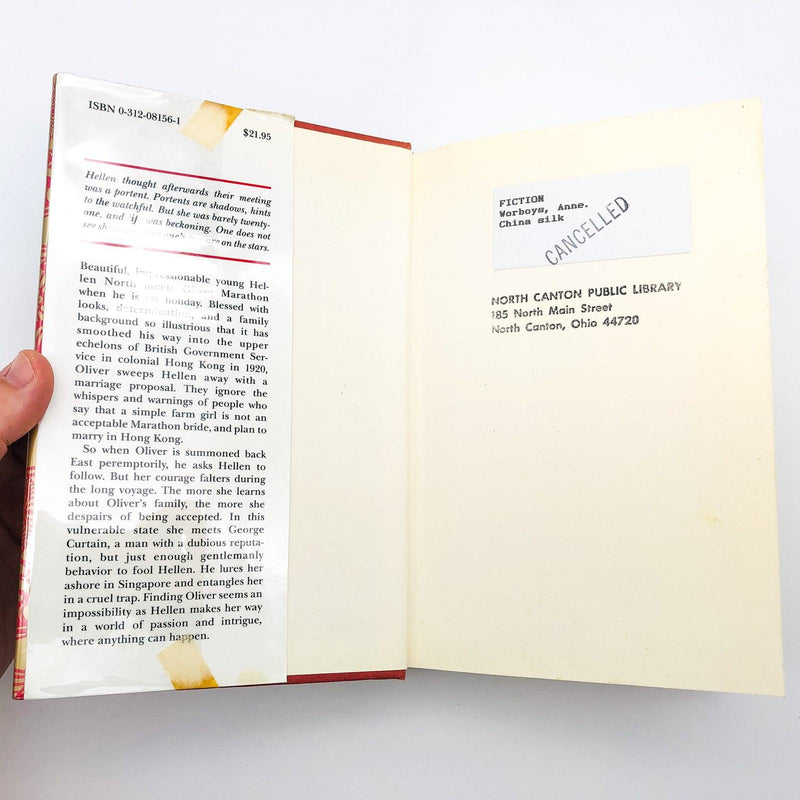 ISBN 0-312-08156-1
$21.95
Hellen thought afterwards their meeting
was a portent. Portents are shadows, hints
to the watchful. But she was barely twenty-
one, and life was beckoning. One does not
see sh on the stars.
Beautiful, impressionable young Hel-
len North meets Oliver Marathon
when he is on holiday. Blessed with
looks, determination, and a family
background so illustrious that it has
smoothed his way into the upper
echelons of British Government Ser-
vice in colonial Hong Kong in 1920,
Oliver sweeps Hellen away with a
marriage proposal. They ignore the
whispers and warnings of people who
say that a simple farm girl is not an
acceptable Marathon bride, and plan to
marry in Hong Kong.
So when Oliver is summoned back
East peremptorily, he asks Hellen to
follow. But her courage falters during
the long voyage. The more she learns
about Oliver's family, the more she
despairs of being accepted. In this
vulnerable state she meets George
Curtain, a man with a dubious reputa-
tion, but just enough gentlemanly
behavior to fool Hellen. He lures her
ashore in Singapore and entangles her
in a cruel trap. Finding Oliver seems an
impossibility as Hellen makes her way
in a world of passion and intrigue,
where anything can happen.
FICTION
Worboys, Anne.
China silk
CANCELLED
NORTH CANTON PUBLIC LIBRARY
185 North Main Street
North Canton, Ohio 44720